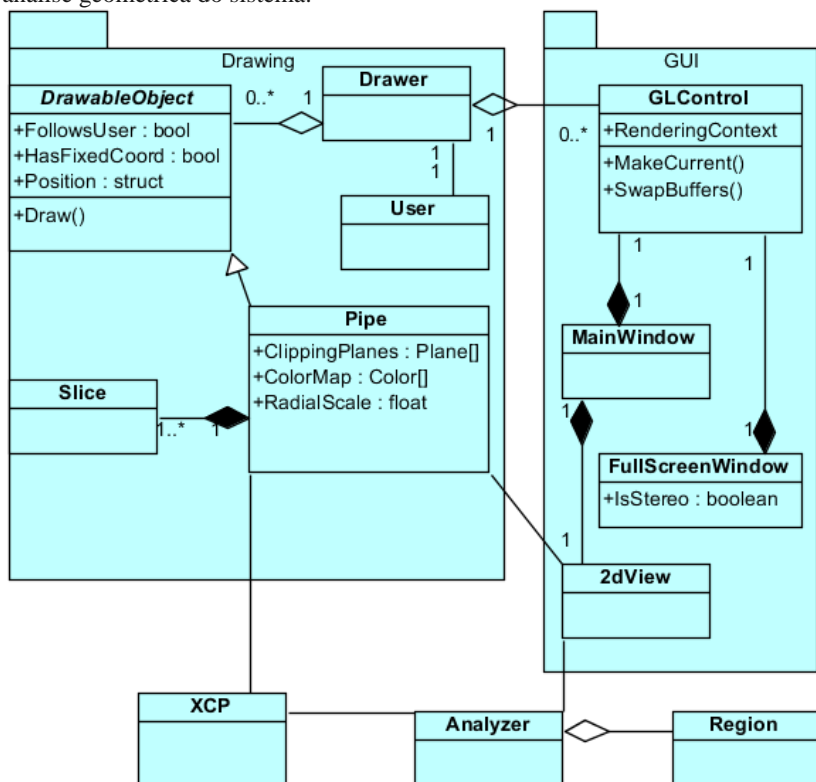 análise geométrica do sistema.
Drawing
GUI
DrawableObject
+FollowsUser : bool
+HasFixedCoord : bool
+Position : struct
+Draw()
0..*
1
Drawer
1
0..*
GLControl
+RenderingContext
+MakeCurrent()
+SwapBuffers()
1
1
User
1
1
1
Pipe
+ClippingPlanes : Plane[]
+ColorMap : Color[]
+RadialScale : float
MainWindow
Slice
1..*
1
1
1
FullScreenWindow
+IsStereo : boolean
1
2dView
XCP
Analyzer
Region